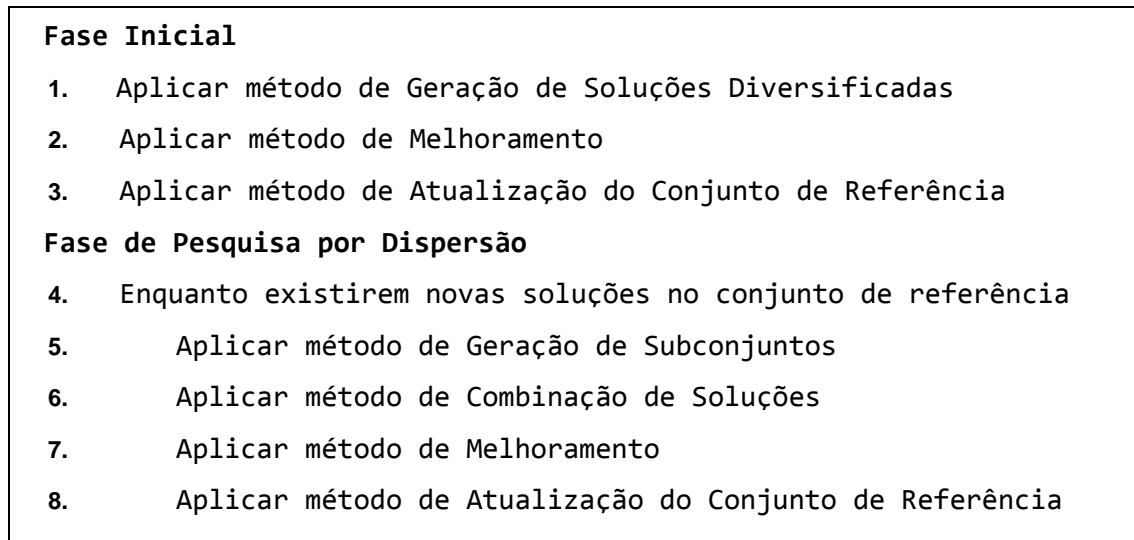 Fase Inicial
1. Aplicar método de Geração de Soluções Diversificadas
2. Aplicar método de Melhoramento
3. Aplicar método de Atualização do Conjunto de Referência
Fase de Pesquisa por Dispersão
4. Enquanto existirem novas soluções no conjunto de referência
5. Aplicar método de Geração de Subconjuntos
6. Aplicar método de Combinação de Soluções
7. Aplicar método de Melhoramento
8. Aplicar método de Atualização do Conjunto de Referência